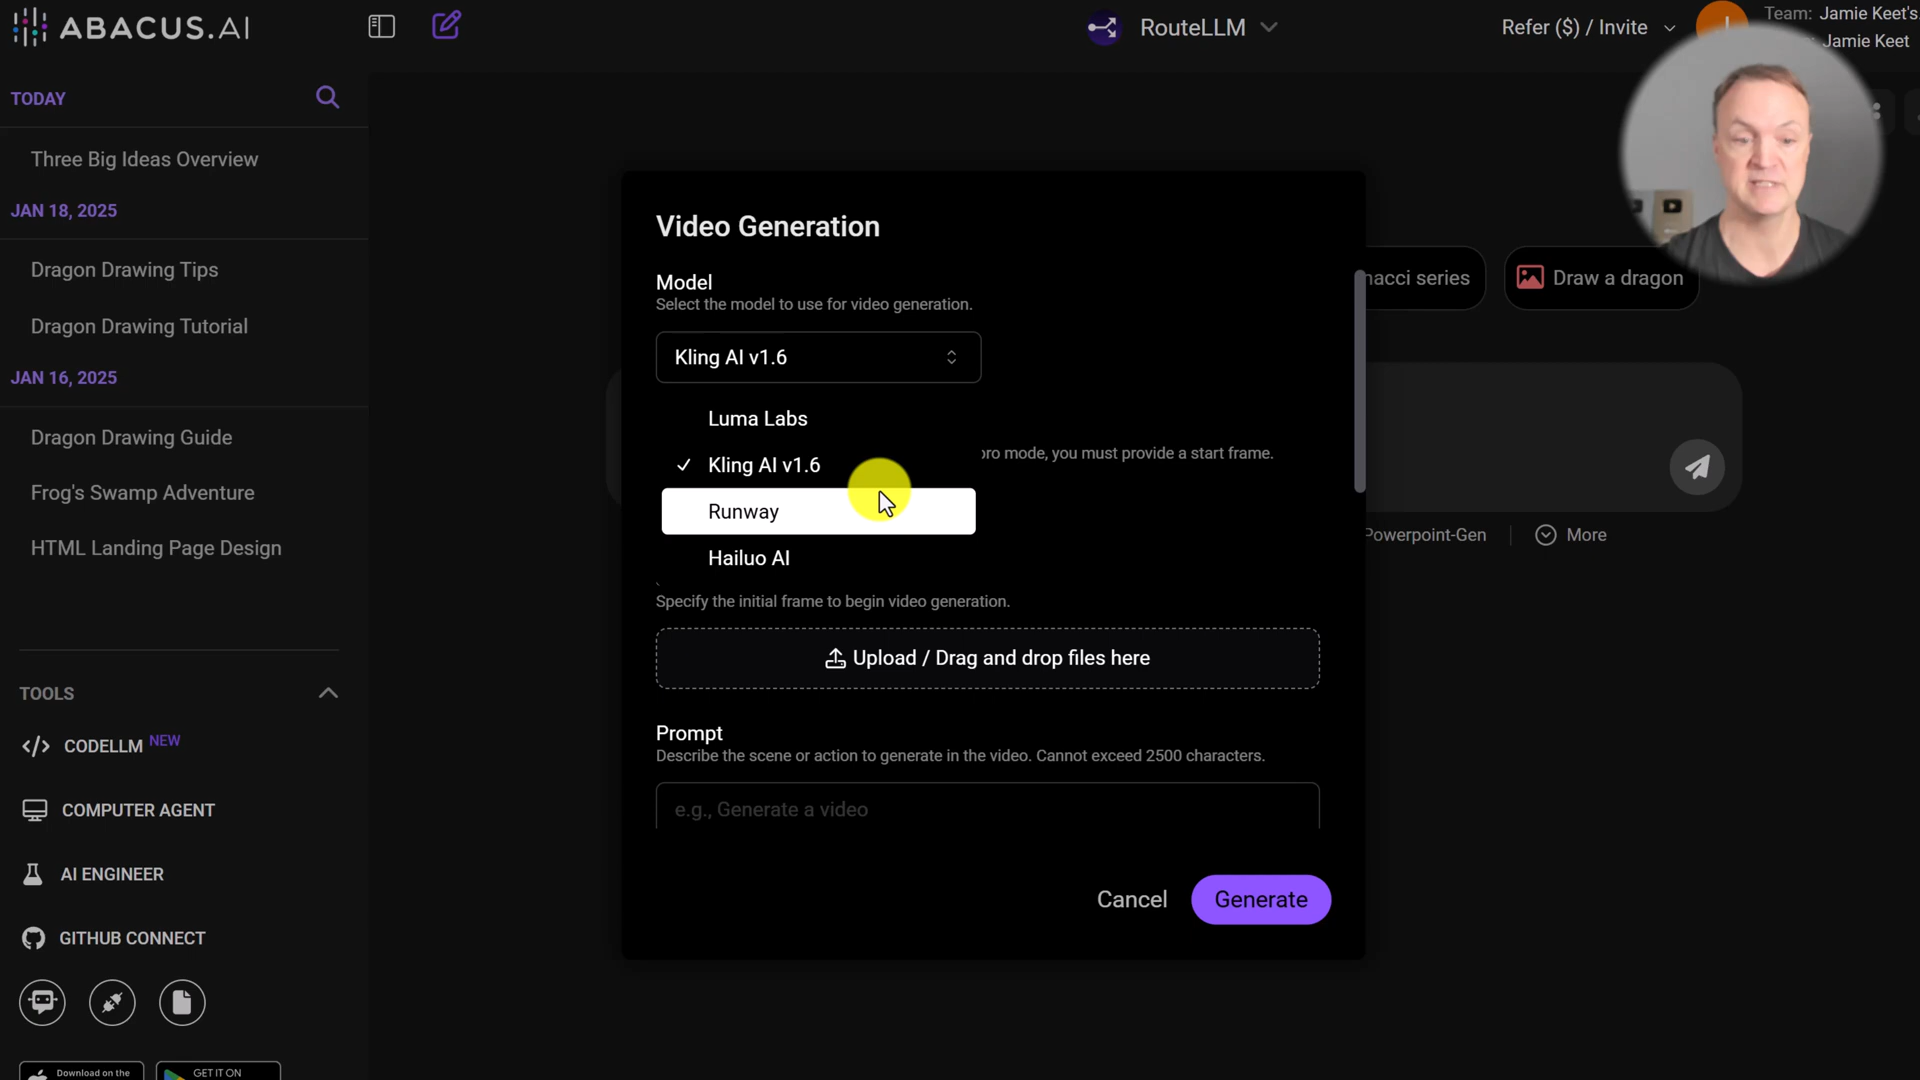 ABACUS.AI
RouteLLM
Refer ($) / Invite
Team: Jamie Keet's
Jamie Keet
TODAY
Three Big Ideas Overview
JAN 18, 2025
Dragon Drawing Tips
Dragon Drawing Tutorial
JAN 16, 2025
Dragon Drawing Guide
Frog's Swamp Adventure
HTML Landing Page Design
TOOLS
CODELLM NEW
COMPUTER AGENT
AI ENGINEER
GITHUB CONNECT
Download on the
GET IT ON
Video Generation
Model
Select the model to use for video generation.
Kling AI v1.6
Luma Labs
Kling AI v1.6
Runway
Hailuo AI
pro mode, you must provide a start frame.
Specify the initial frame to begin video generation.
Upload / Drag and drop files here
Prompt
Describe the scene or action to generate in the video. Cannot exceed 2500 characters.
e.g., Generate a video
Cancel
Generate
nacci series
Draw a dragon
Powerpoint-Gen
More